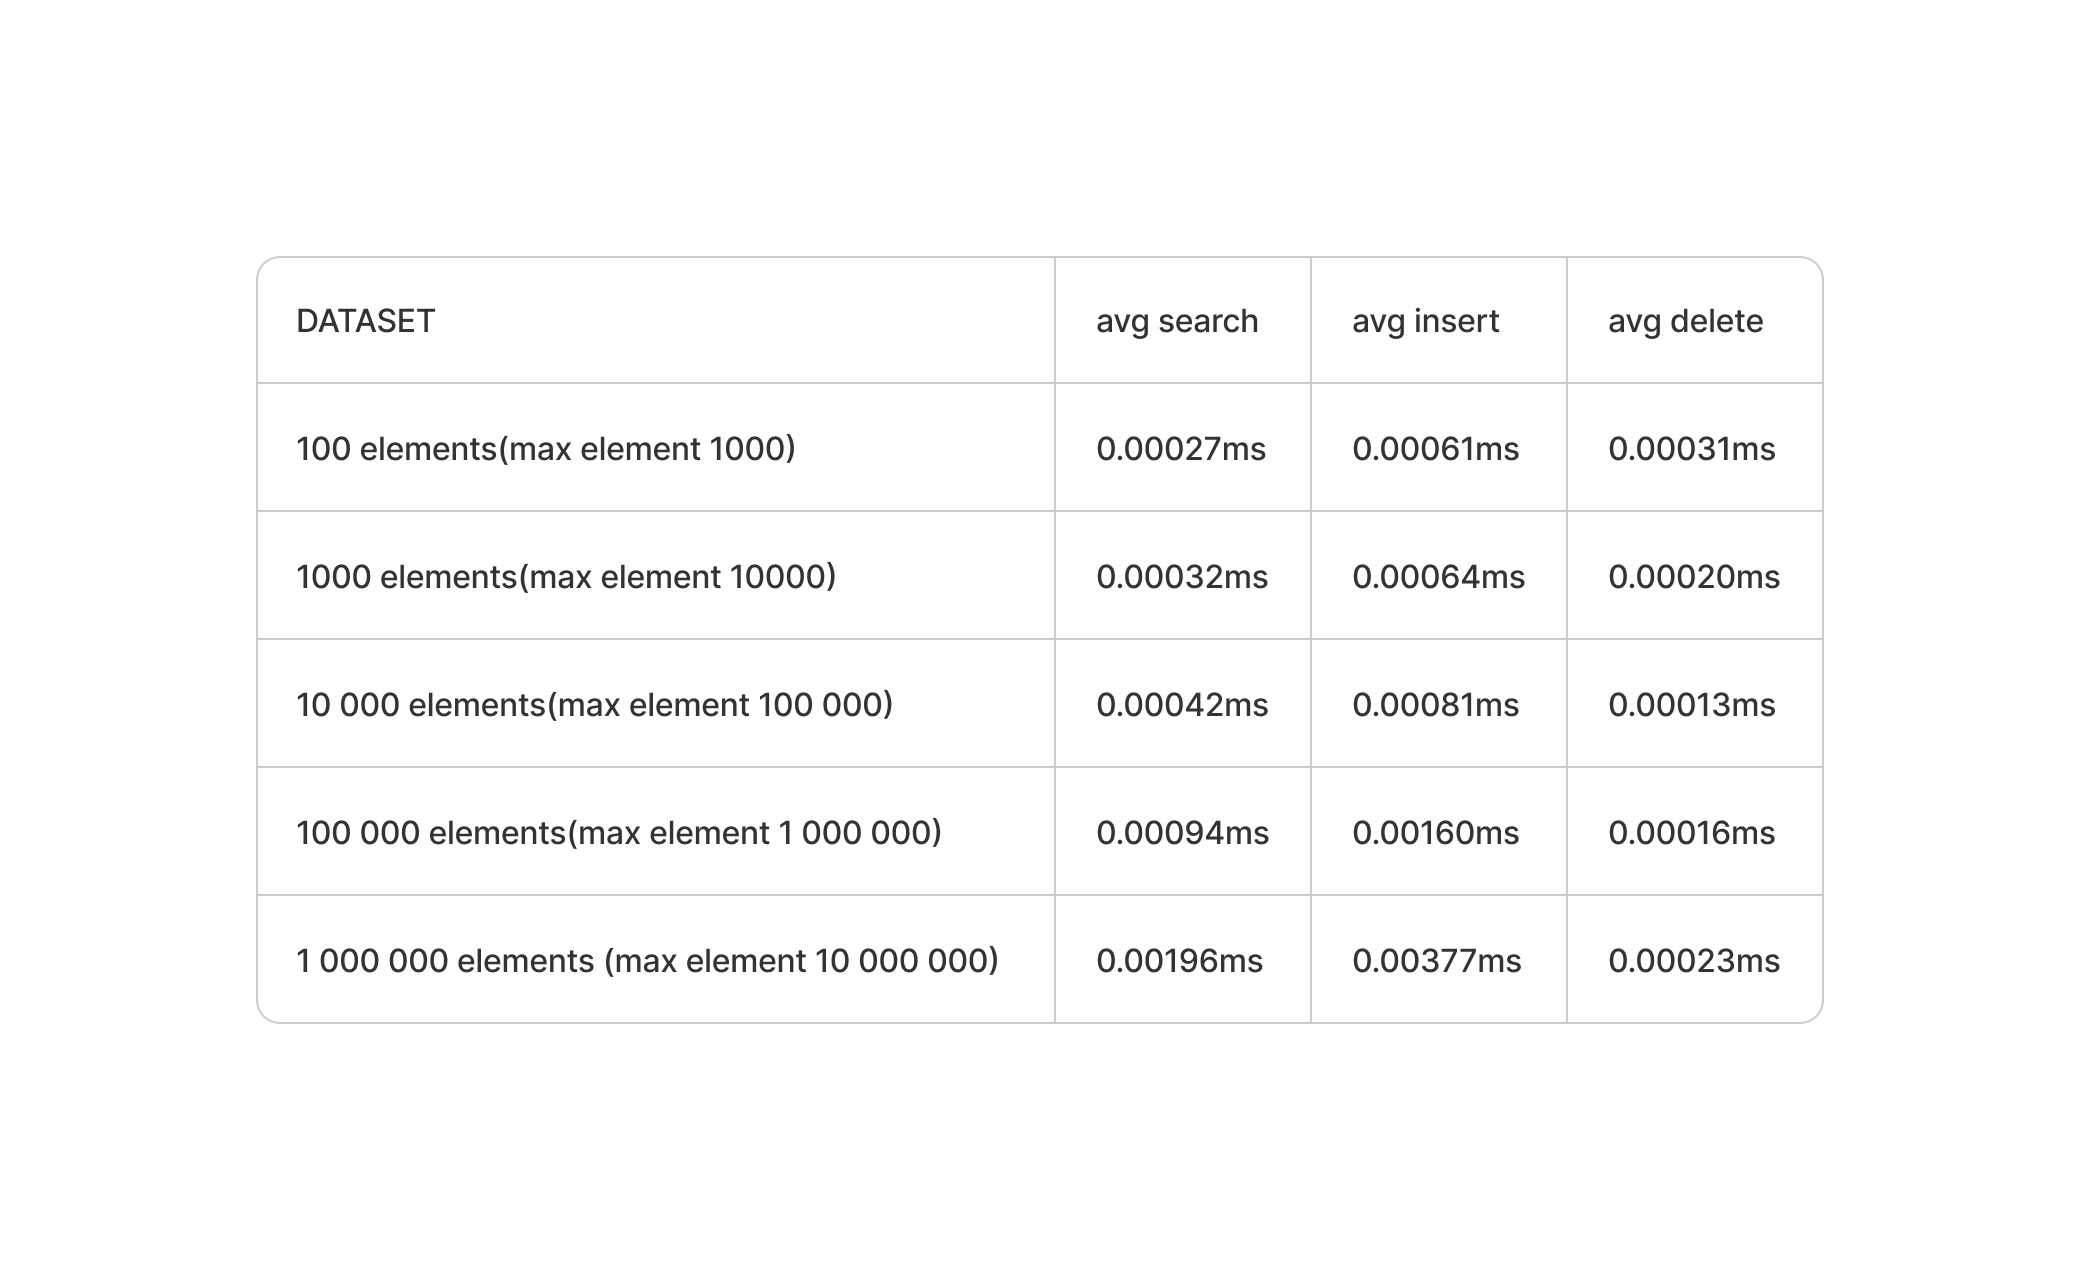 DATASET avg search avg insert avg delete
100 elements(max element 1000) 0.00027ms 0.00061ms 0.00031ms
1000 elements(max element 10000) 0.00032ms 0.00064ms 0.00020ms
10 000 elements(max element 100 000) 0.00042ms 0.00081ms 0.00013ms
100 000 elements(max element 1 000 000) 0.00094ms 0.00160ms 0.00016ms
1 000 000 elements (max element 10 000 000) 0.00196ms 0.00377ms 0.00023ms